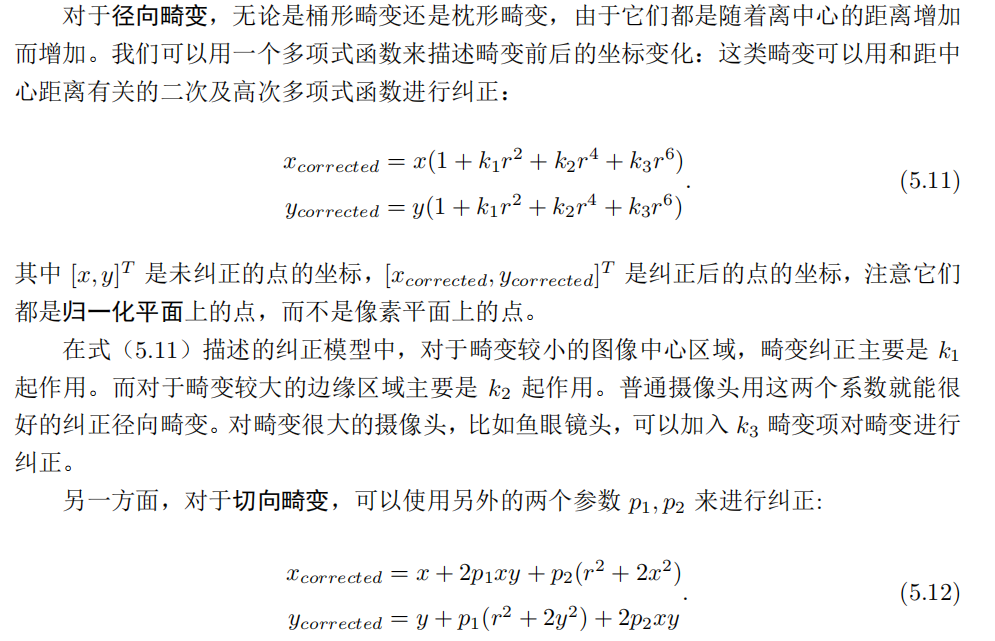 对于径向畸变，无论是桶形畸变还是枕形畸变，由于它们都是随着离中心的距离增加
而增加。我们可以用一个多项式函数来描述畸变前后的坐标变化：这类畸变可以用和距中
心距离有关的二次及高次多项式函数进行纠正：
x_{corrected} = x(1 + k_1r^2 + k_2r^4 + k_3r^6)
y_{corrected} = y(1 + k_1r^2 + k_2r^4 + k_3r^6) . (5.11)
其中 [x, y]^T 是未纠正的点的坐标，[x_{corrected}, y_{corrected}]^T 是纠正后的点的坐标，注意它们
都是归一化平面上的点，而不是像素平面上的点。
在式（5.11）描述的纠正模型中，对于畸变较小的图像中心区域，畸变纠正主要是 k_1
起作用。而对于畸变较大的边缘区域主要是 k_2 起作用。普通摄像头用这两个系数就能很
好的纠正径向畸变。对畸变很大的摄像头，比如鱼眼镜头，可以加入 k_3 畸变项对畸变进行
纠正。
另一方面，对于切向畸变，可以使用另外的两个参数 p_1, p_2 来进行纠正:
x_{corrected} = x + 2p_1xy + p_2(r^2 + 2x^2)
y_{corrected} = y + p_1(r^2 + 2y^2) + 2p_2xy . (5.12)